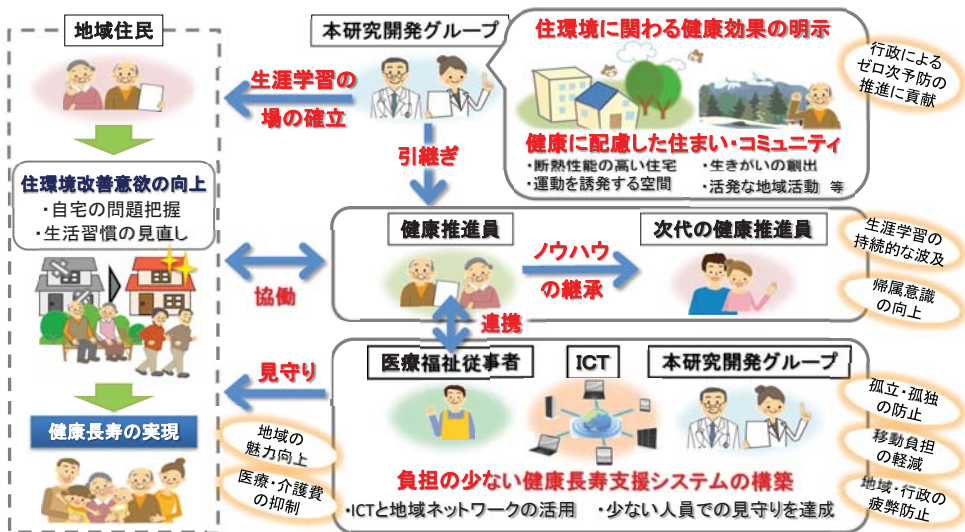 地域住民
本研究開発グループ
住環境に関わる健康効果の明示
行政による
ゼロ次予防の
推進に貢献
生涯学習の
場の確立
健康に配慮した住まい・コミュニティ
・断熱性能の高い住宅
・生きがいの創出
・運動を誘発する空間
・活発な地域活動 等
引継ぎ
住環境改善意欲の向上
・自宅の問題把握
・生活習慣の見直し
健康推進員
ノウハウ
の継承
次代の健康推進員
生涯学習の
持続的な波及
協働
帰属意識
の向上
連携
見守り
医療福祉従事者
ICT
本研究開発グループ
孤立・孤独
の防止
健康長寿の実現
地域の
魅力向上
移動負担
の軽減
医療・介護費
の抑制
負担の少ない健康長寿支援システムの構築
・ICTと地域ネットワークの活用
・少ない人員での見守りを達成
地域・行政の
疲弊防止